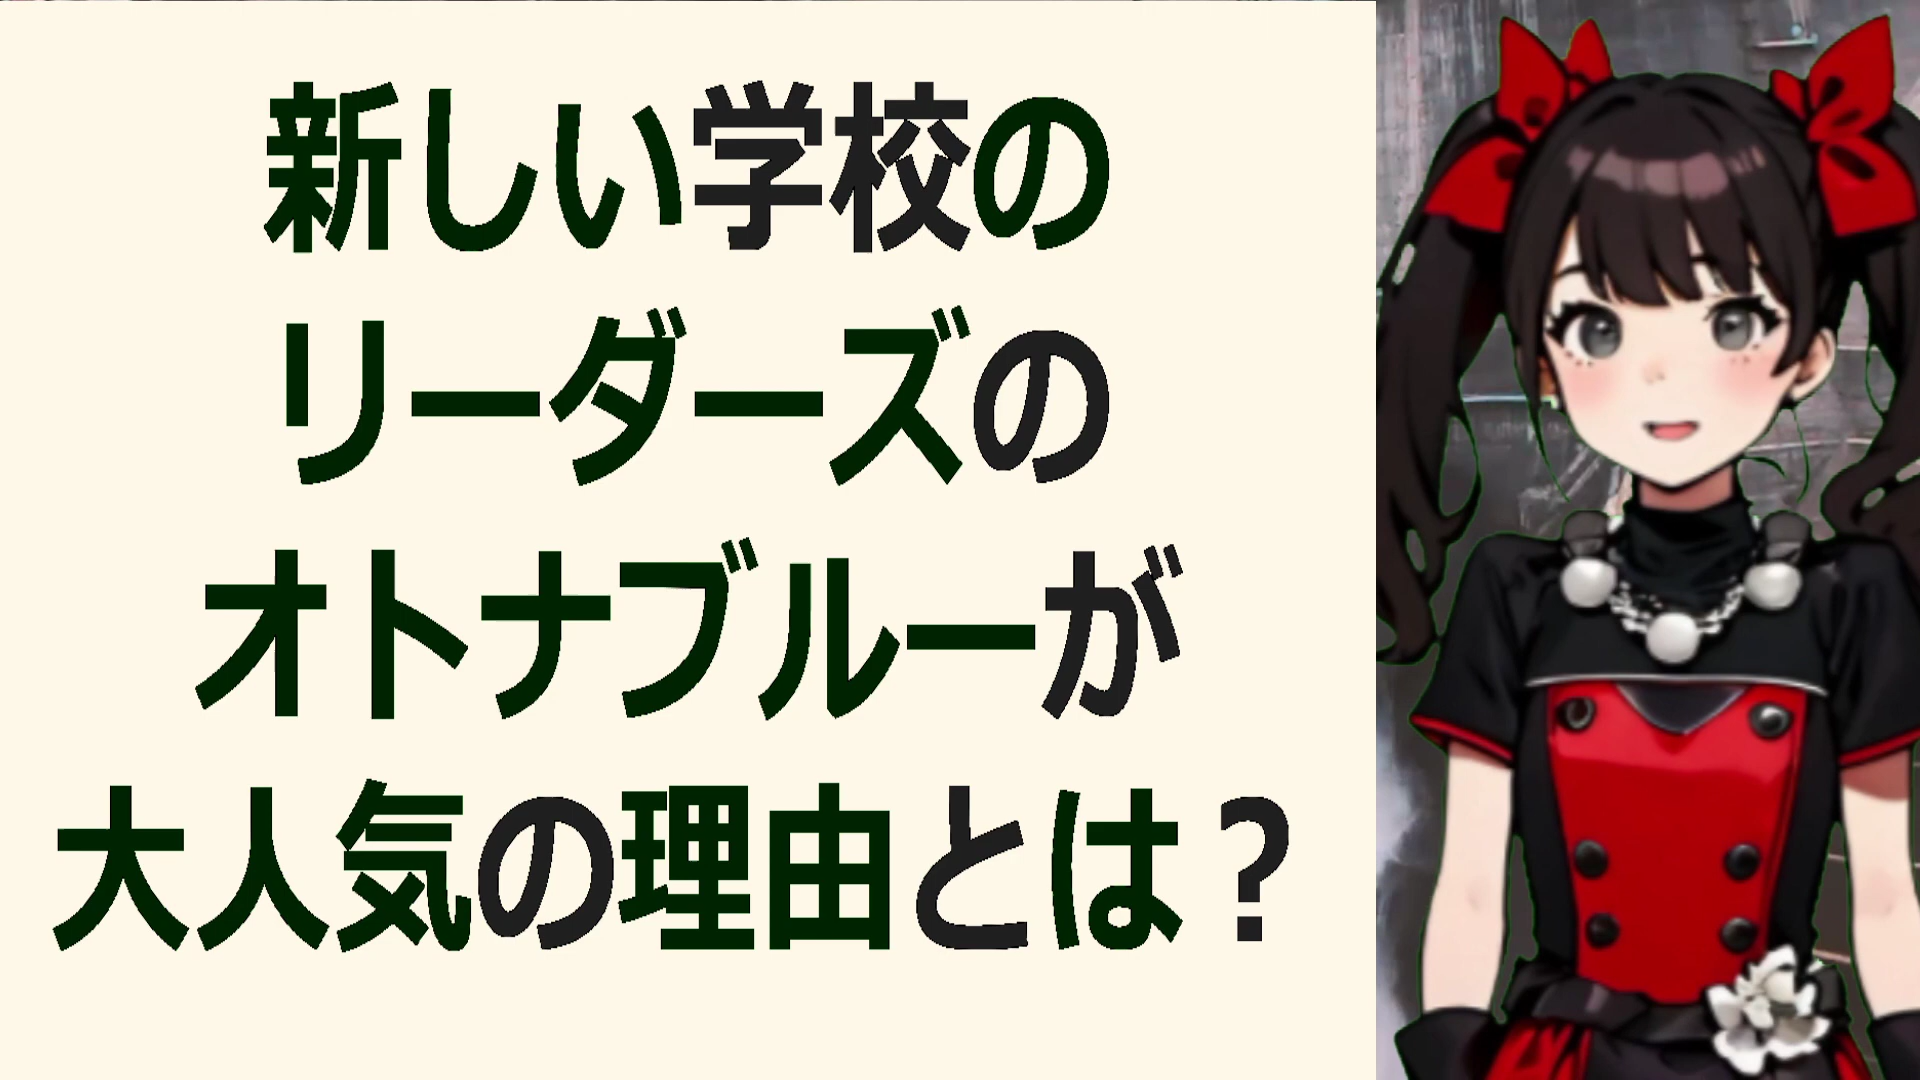 新しい学校の
リーダーズの
オトナブルーが
大人気の理由とは？